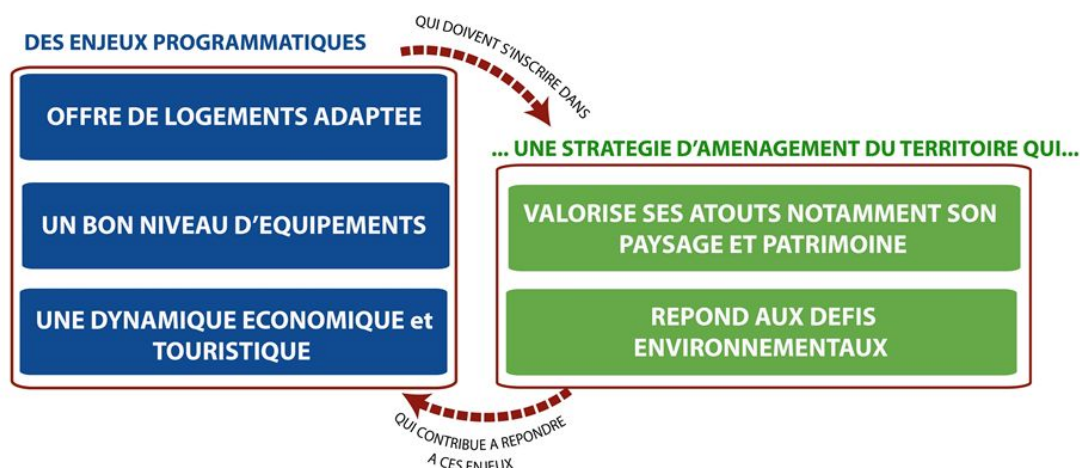 DES ENJEUX PROGRAMMATIQUES
OFFRE DE LOGEMENTS ADAPTEE
UN BON NIVEAU D'EQUIPEMENTS
UNE DYNAMIQUE ECONOMIQUE et
TOURISTIQUE
QUI DOIVENT S'INSCRIRE DANS
... UNE STRATEGIE D'AMENAGEMENT DU TERRITOIRE QUI...
VALORISE SES ATOUTS NOTAMMENT SON
PAYSAGE ET PATRIMOINE
REPOND AUX DEFIS
ENVIRONNEMENTAUX
QUI CONTRIBUE A REPONDRE
A CES ENJEUX